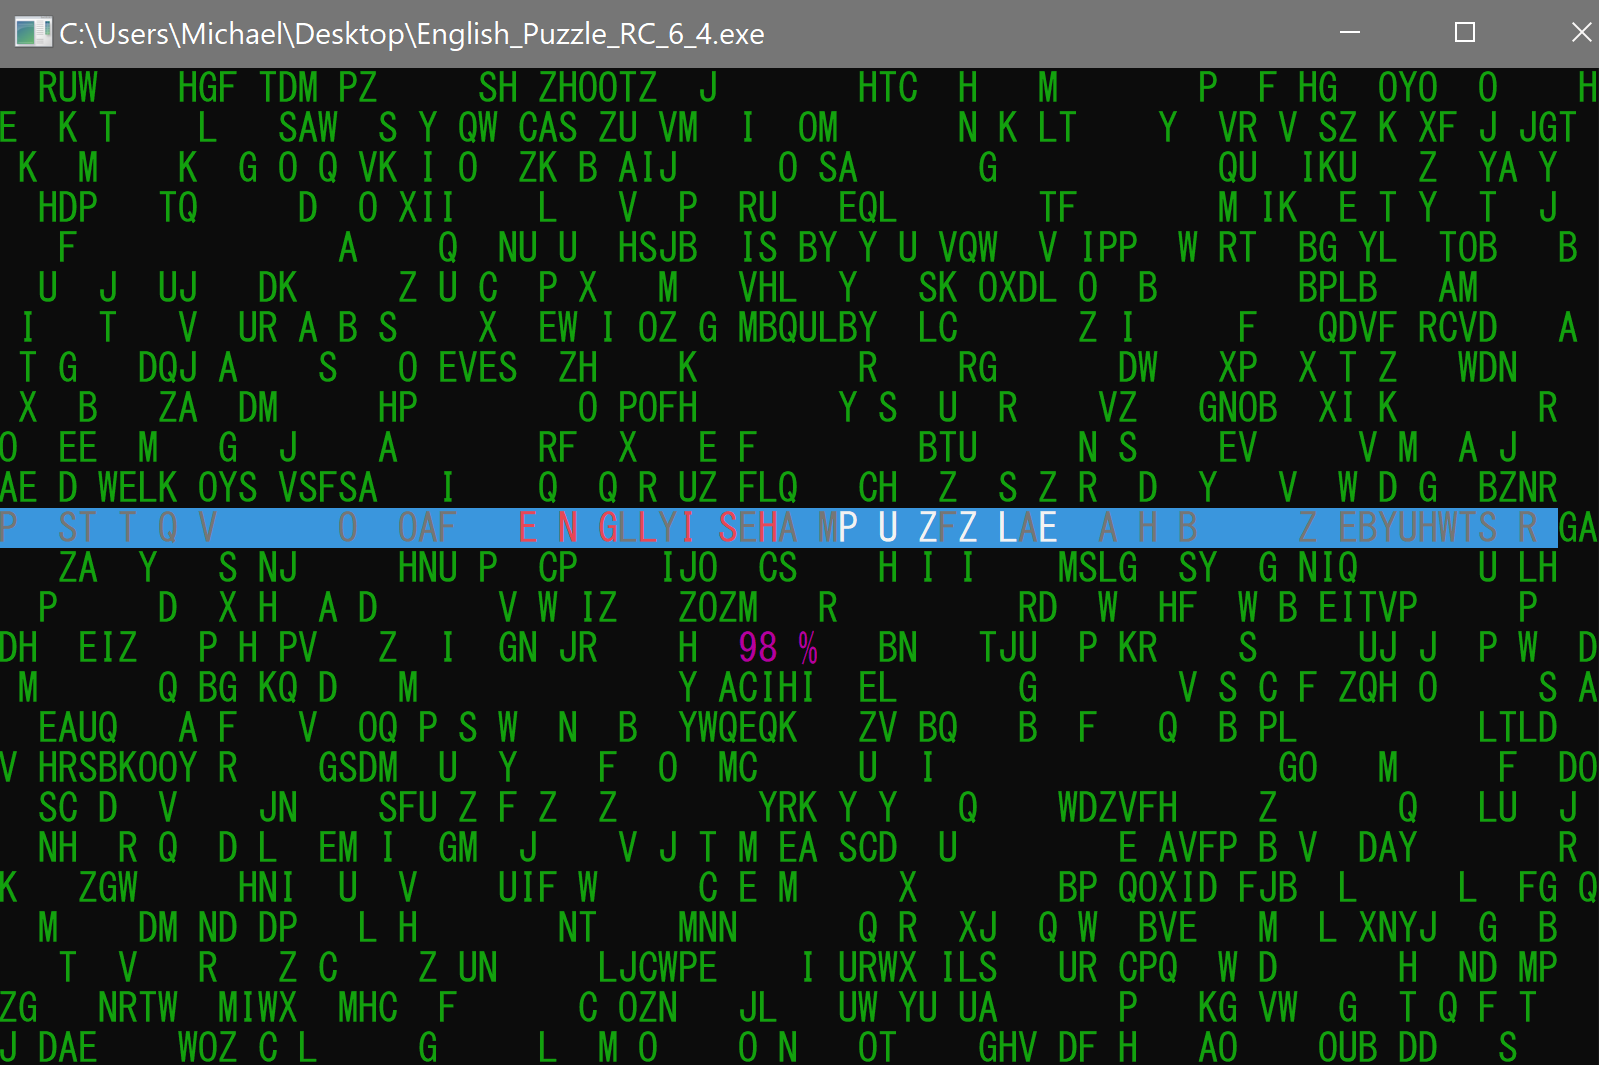 C:\Users\Michael\Desktop\English_Puzzle_RC_6_4.exe
RUW HGF TDM PZ SH ZHOOTZ J HTC H M P F HG OYO O H
E K T L SAW S Y QW CAS ZU VM I OM N K LT Y VR V SZ K XF J JGT
K M K G O Q VK I O ZK B AIJ O SA G QU IKU Z YA Y
HDP TQ D O XII L V P RU EQL TF M IK E T Y T J
F A Q NU U HSJB IS BY Y U VQW V IPP W RT BG YL TOB B
U J UJ DK Z U C P X M VHL Y SK OXDL O B BPLB AM
I T V UR A B S X EW I OZ G MBQULBY LC Z I F QDVF RCVD A
T G DQJ A S O EVES ZH K R RG DW XP X T Z WDN
X B ZA DM HP O POFH Y S U R VZ GNOB XI K R
O EE M G J A RF X E F BTU N S EV V M A J
AE D WELK OYS VSFSA I Q Q R UZ FLQ CH Z S Z R D Y V W D G BZNR
P ST T Q V O OAF E N GLLYI SEHA MP U ZFZ LAE A H B Z EBYUHWTS R GA
ZA Y S NJ HNU P CP IJO CS H I I MSLG SY G NIQ U LH
P D X H A D V W IZ ZOZM R RD W HF W B EITVP P
DH EIZ P H PV Z I GN JR H 98 % BN TJU P KR S UJ J P W D
M Q BG KQ D M Y ACIHI EL G V S C F ZQH O S A
EAUQ A F V OQ P S W N B YWQEQK ZV BQ B F Q B PL LTLD
V HRSBKOOY R GSDM U Y F O MC U I GO M F DO
SC D V JN SFU Z F Z Z YRK Y Y Q WDZVFH Z Q LU J
NH R Q D L EM I GM J V J T M EA SCD U E AVFP B V DAY R
K ZGW HNI U V UIF W C E M X BP QOXID FJB L L FG Q
M DM ND DP L H NT MNN Q R XJ Q W BVE M L XNYJ G B
T V R Z C Z UN LJCWPE I URWX ILS UR CPQ W D H ND MP
ZG NRTW MIWX MHC F C OZN JL UW YU UA P KG VW G T Q F T
J DAE WOZ C L G L M O O N OT GHV DF H AO OUB DD S